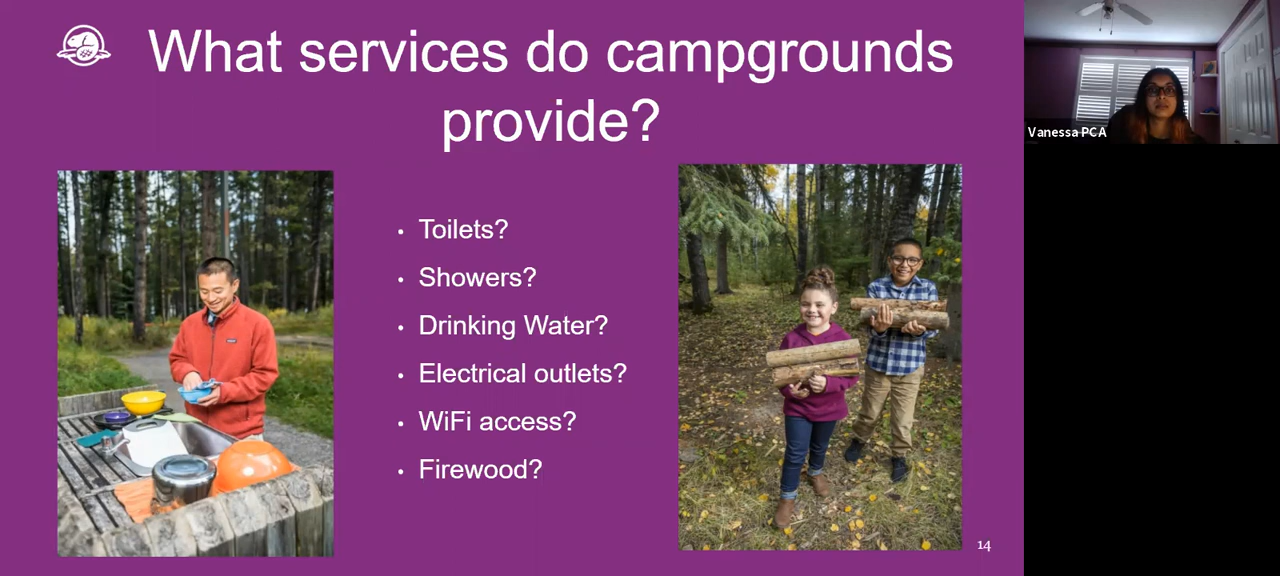 What services do campgrounds
provide?
• Toilets?
• Showers?
• Drinking Water?
• Electrical outlets?
• WiFi access?
• Firewood?
14
Vanessa PCA